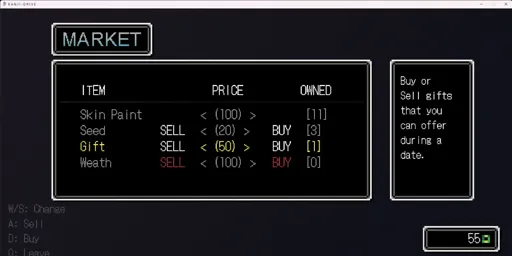 MARKET
ITEM PRICE OWNED
Skin Paint < (100) > [11]
Seed SELL < (20) > BUY [3]
Gift SELL < (50) > BUY [1]
Weath SELL < (100) > BUY [0]
Buy or
Sell gifts
that you
can offer
during a
date.
W/S: Change
A: Sell
D: Buy
Q: Leave
55